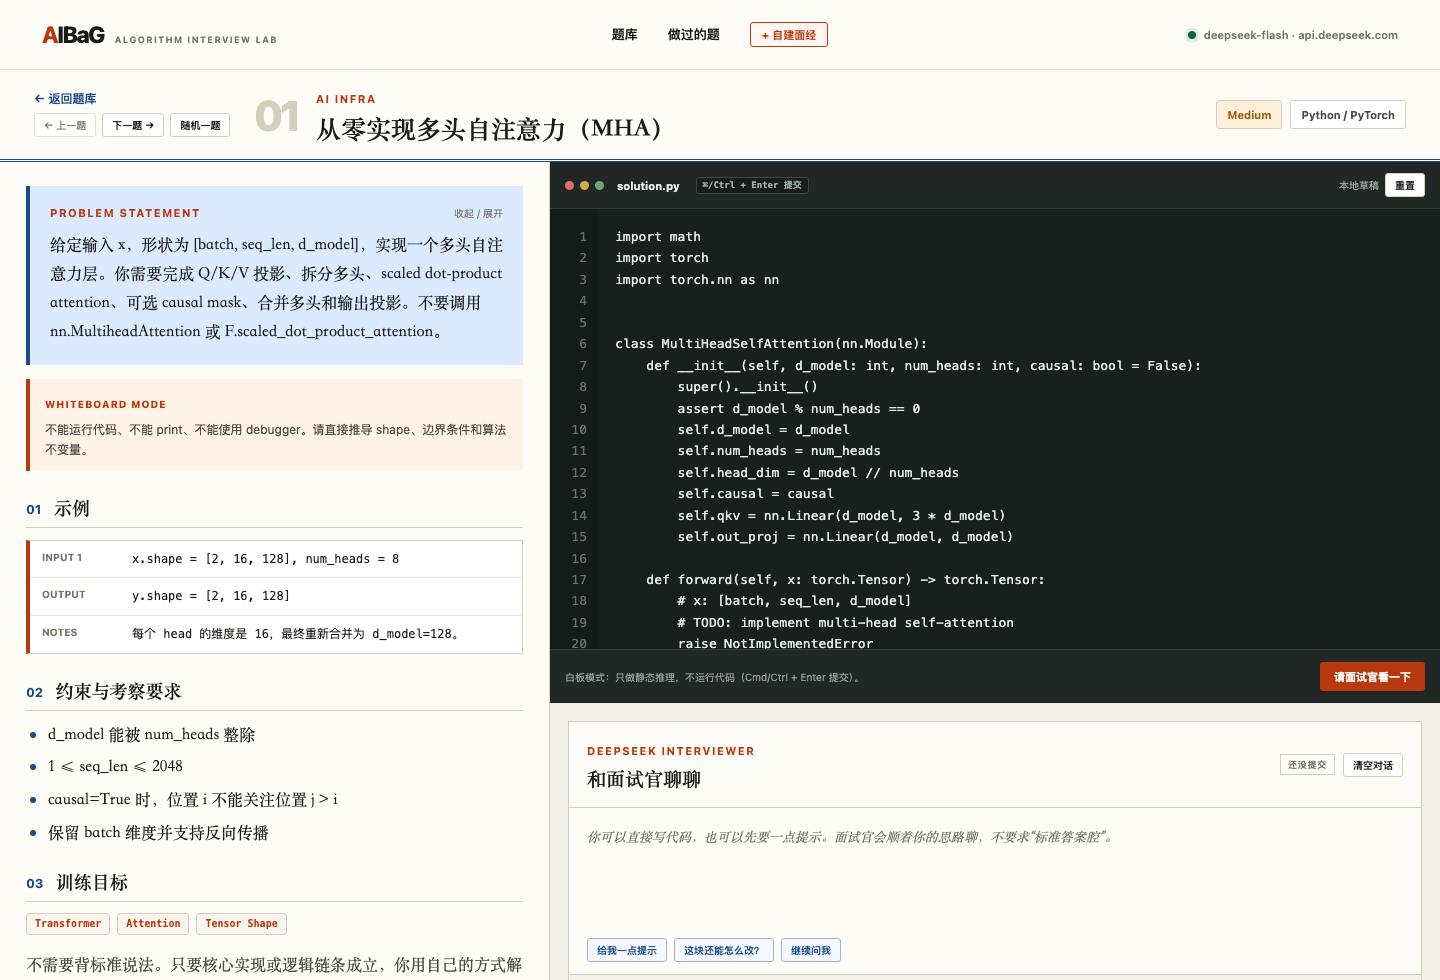 AIBaG ALGORITHM INTERVIEW LAB
题库 做过的题 + 自建面经
deepseek-flash · api.deepseek.com
← 返回题库
← 上一题 下一题 → 随机一题
01
AI INFRA
从零实现多头自注意力（MHA）
Medium Python / PyTorch
PROBLEM STATEMENT 收起 / 展开
给定输入 x，形状为 [batch, seq_len, d_model]，实现一个多头自注
意力层。你需要完成 Q/K/V 投影、拆分多头、scaled dot-product
attention、可选 causal mask、合并多头和输出投影。不要调用
nn.MultiheadAttention 或 F.scaled_dot_product_attention。
WHITEBOARD MODE
不能运行代码、不能 print、不能使用 debugger。请直接推导 shape、边界条件和算法
不变量。
01 示例
INPUT 1 x.shape = [2, 16, 128], num_heads = 8
OUTPUT y.shape = [2, 16, 128]
NOTES 每个 head 的维度是 16，最终重新合并为 d_model=128。
02 约束与考察要求
d_model 能被 num_heads 整除
1 ⩽ seq_len ⩽ 2048
causal=True 时，位置 i 不能关注位置 j > i
保留 batch 维度并支持反向传播
03 训练目标
Transformer Attention Tensor Shape
不需要背标准说法。只要核心实现或逻辑链条成立，你用自己的方式解
solution.py ⌘/Ctrl + Enter 提交 本地草稿 重置
1 import math
2 import torch
3 import torch.nn as nn
4
5
6 class MultiHeadSelfAttention(nn.Module):
7     def __init__(self, d_model: int, num_heads: int, causal: bool = False):
8         super().__init__()
9         assert d_model % num_heads == 0
10         self.d_model = d_model
11         self.num_heads = num_heads
12         self.head_dim = d_model // num_heads
13         self.causal = causal
14         self.qkv = nn.Linear(d_model, 3 * d_model)
15         self.out_proj = nn.Linear(d_model, d_model)
16
17     def forward(self, x: torch.Tensor) -> torch.Tensor:
18         # x: [batch, seq_len, d_model]
19         # TODO: implement multi-head self-attention
20         raise NotImplementedError
白板模式：只做静态推理，不运行代码（Cmd/Ctrl + Enter 提交）。 请面试官看一下
DEEPSEEK INTERVIEWER
和面试官聊聊
还没提交 清空对话
你可以直接写代码，也可以先要一点提示。面试官会顺着你的思路聊，不要求“标准答案腔”。
给我一点提示 这块还能怎么改？ 继续问我